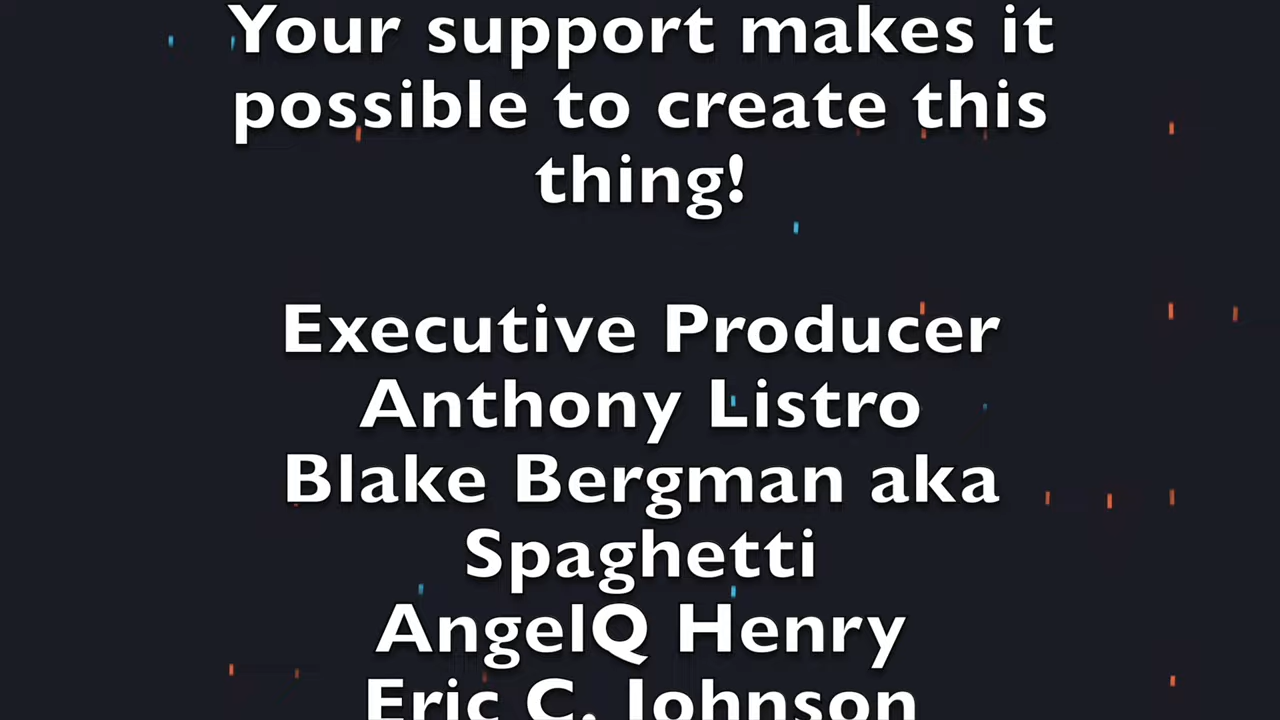 Your support makes it
possible to create this
thing!
Executive Producer
Anthony Listro
Blake Bergman aka
Spaghetti
AngelQ Henry
Eric C. Johnson